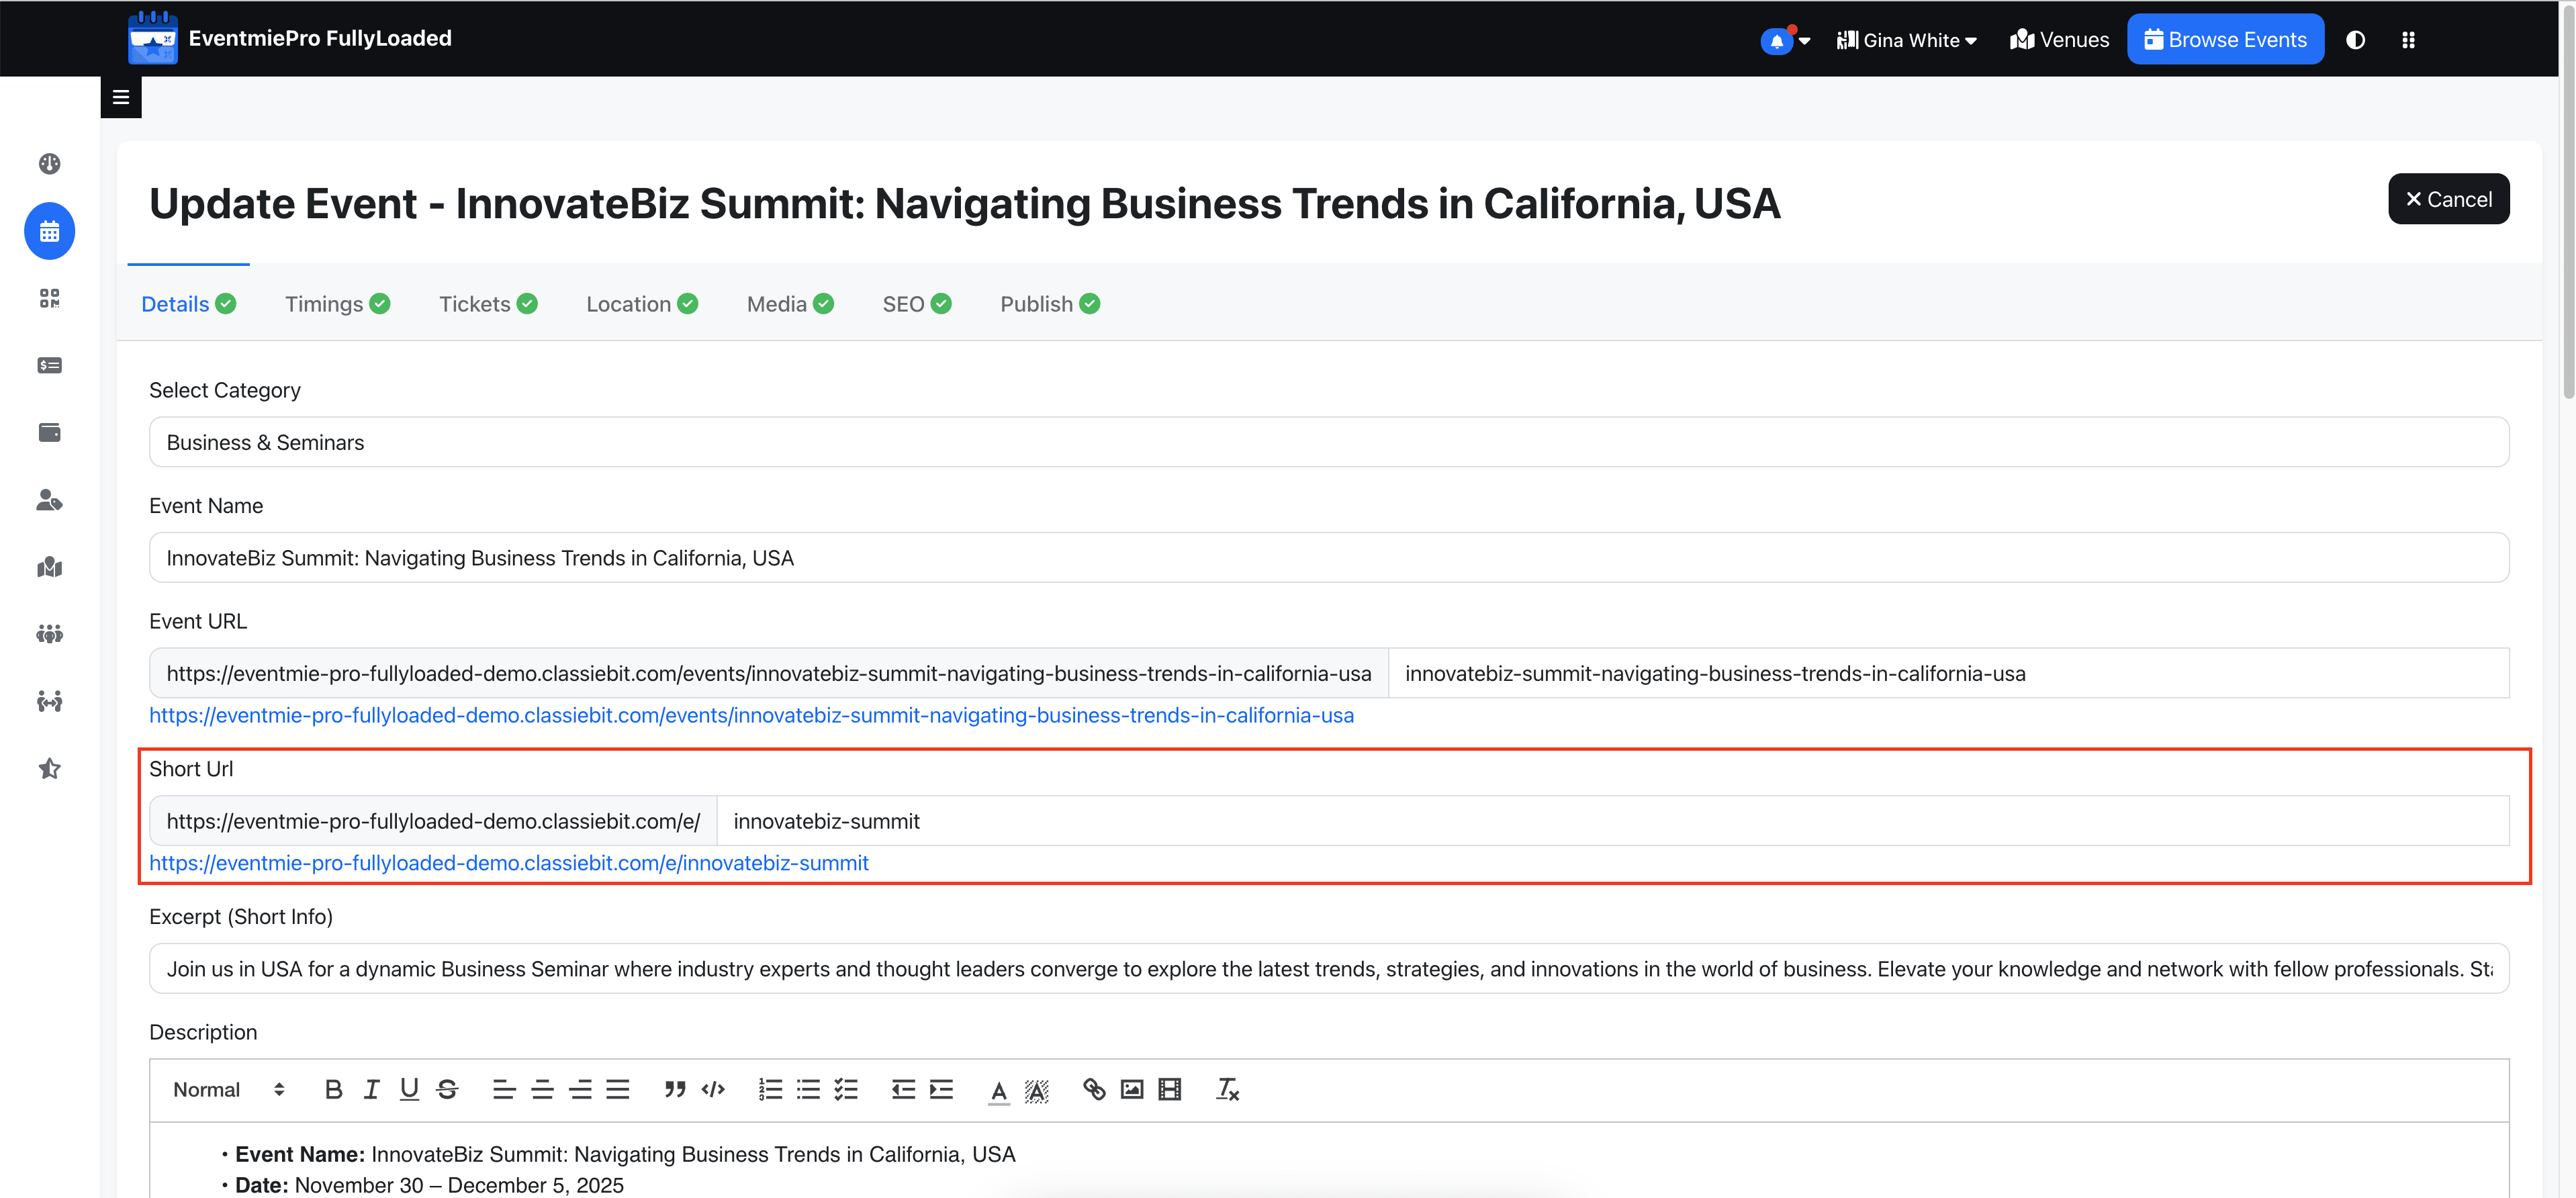 EventmiePro FullyLoaded
Gina White
Venues
Browse Events
Update Event - InnovateBiz Summit: Navigating Business Trends in California, USA
Cancel
Details
Timings
Tickets
Location
Media
SEO
Publish
Select Category
Business & Seminars
Event Name
InnovateBiz Summit: Navigating Business Trends in California, USA
Event URL
https://eventmie-pro-fullyloaded-demo.classiebit.com/events/innovatebiz-summit-navigating-business-trends-in-california-usa
innovatebiz-summit-navigating-business-trends-in-california-usa
https://eventmie-pro-fullyloaded-demo.classiebit.com/events/innovatebiz-summit-navigating-business-trends-in-california-usa
Short Url
https://eventmie-pro-fullyloaded-demo.classiebit.com/e/
innovatebiz-summit
https://eventmie-pro-fullyloaded-demo.classiebit.com/e/innovatebiz-summit
Excerpt (Short Info)
Join us in USA for a dynamic Business Seminar where industry experts and thought leaders converge to explore the latest trends, strategies, and innovations in the world of business. Elevate your knowledge and network with fellow professionals.
Description
Normal
• Event Name: InnovateBiz Summit: Navigating Business Trends in California, USA
• Date: November 30 – December 5, 2025